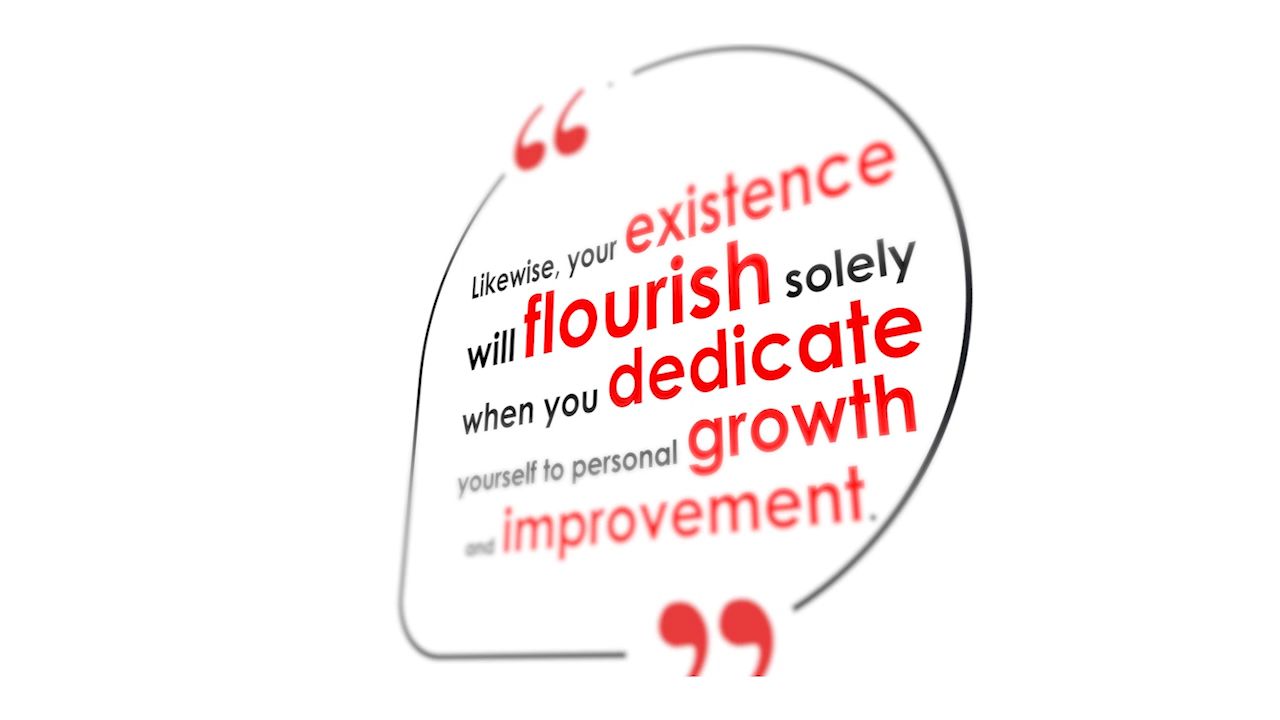 “
Likewise, your existence
will flourish solely
when you dedicate
yourself to personal growth
and improvement.
”